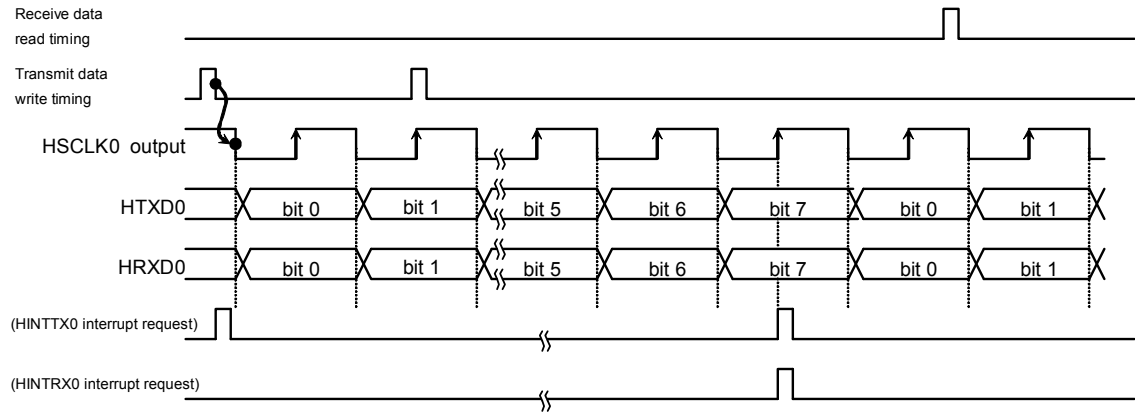 Receive data
read timing
Transmit data
write timing
HSCLK0 output
HTXD0 bit 0 bit 1 bit 5 bit 6 bit 7 bit 0 bit 1
HRXD0 bit 0 bit 1 bit 5 bit 6 bit 7 bit 0 bit 1
(HINTTX0 interrupt request)
(HINTRX0 interrupt request)